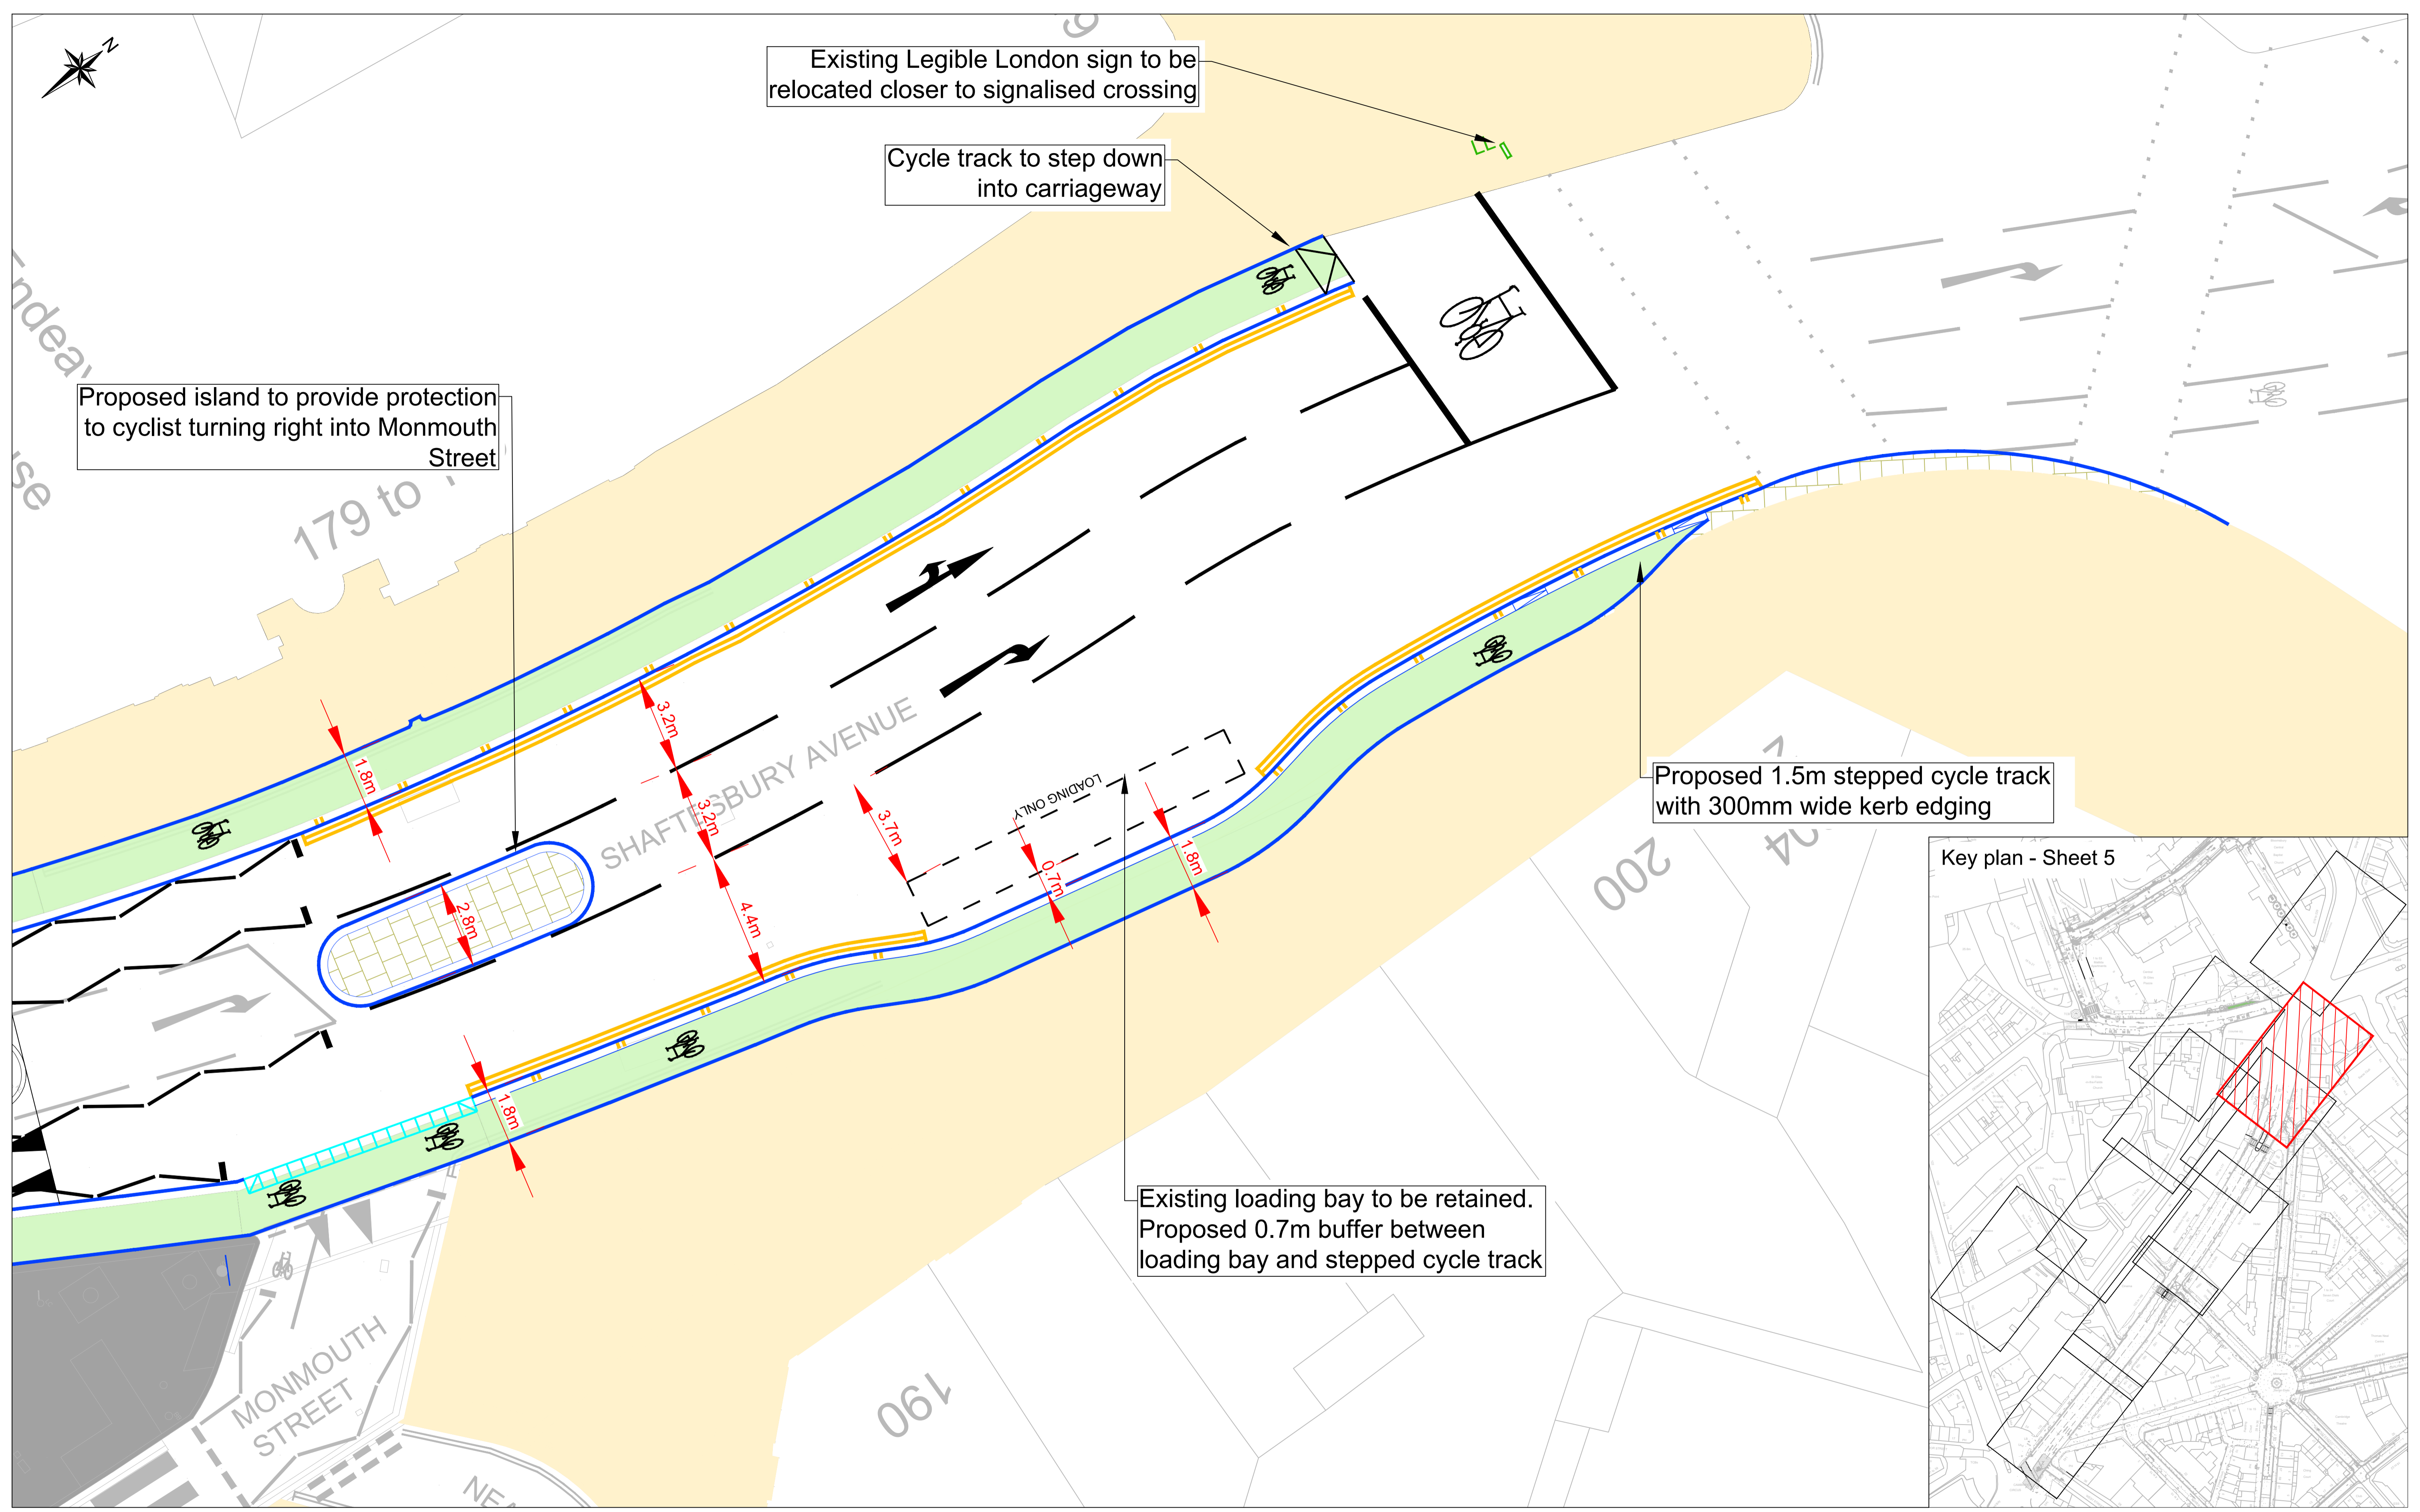 N
Existing Legible London sign to be
relocated closer to signalised crossing
Cycle track to step down
into carriageway
Proposed island to provide protection
to cyclist turning right into Monmouth
Street
179 to
SHAFTESBURY AVENUE
LOADING ONLY
1.8m
3.2m
3.2m
3.7m
0.7m
1.8m
2.8m
4.4m
1.8m
Proposed 1.5m stepped cycle track
with 300mm wide kerb edging
200
Existing loading bay to be retained.
Proposed 0.7m buffer between
loading bay and stepped cycle track
190
MONMOUTH
STREET
Key plan - Sheet 5